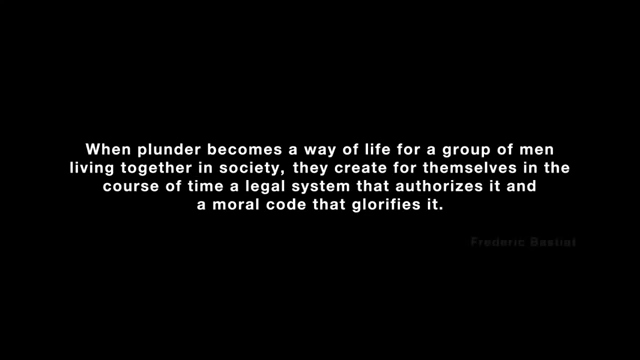 When plunder becomes a way of life for a group of men
living together in society, they create for themselves in the
course of time a legal system that authorizes it and
a moral code that glorifies it.
Frederic Bastiat